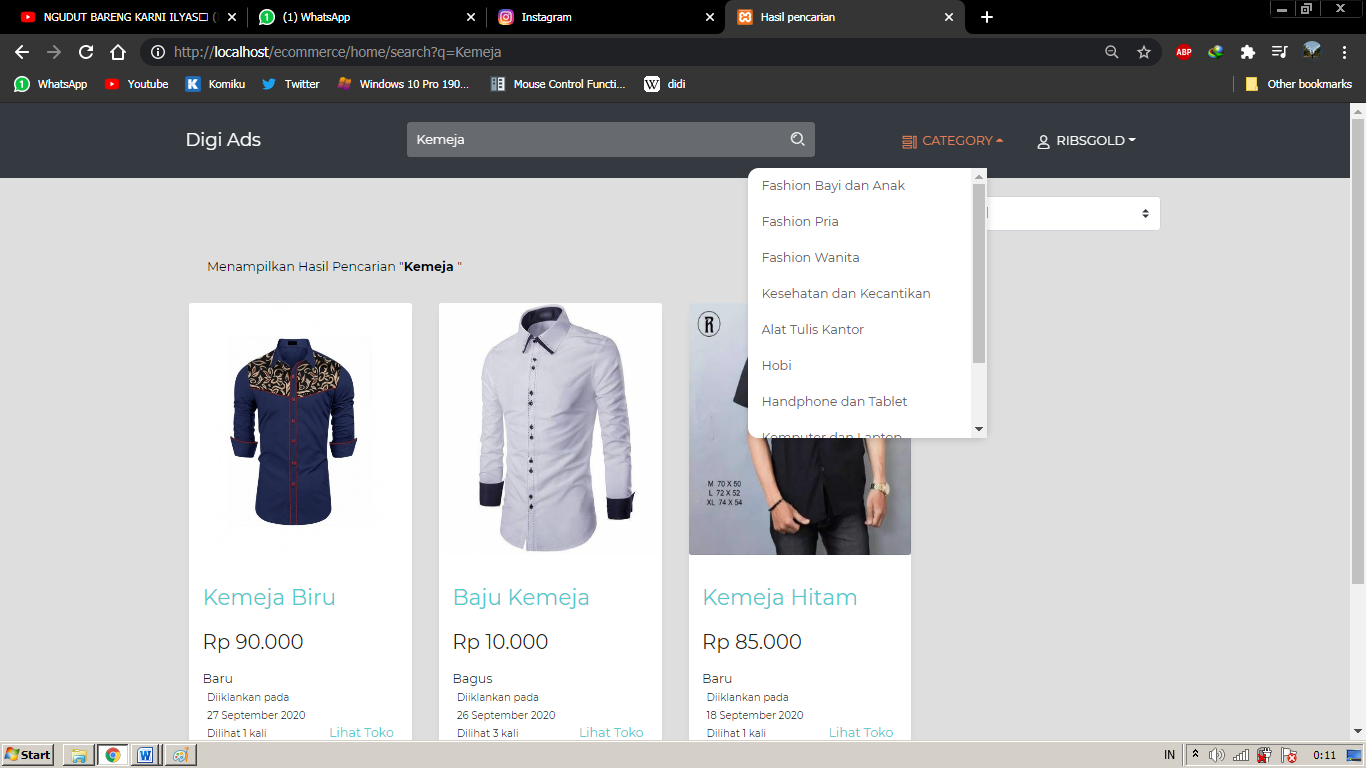 NGUDUT BARENG KARNI ILYAS
(1) WhatsApp
Instagram
Hasil pencarian
http://localhost/ecommerce/home/search?q=Kemeja
ABP
WhatsApp
Youtube
Komiku
Twitter
Windows 10 Pro 190...
Mouse Control Functi...
didi
Other bookmarks
Digi Ads
Kemeja
CATEGORY
RIBSGOLD
Fashion Bayi dan Anak
Fashion Pria
Fashion Wanita
Kesehatan dan Kecantikan
Alat Tulis Kantor
Hobi
Handphone dan Tablet
Komputer dan Laptop
Menampilkan Hasil Pencarian "Kemeja "
R
M 70 X 50
L 72 X 52
XL 74 X 54
Kemeja Biru
Rp 90.000
Baru
Diiklankan pada
27 September 2020
Dilihat 1 kali
Lihat Toko
Baju Kemeja
Rp 10.000
Bagus
Diiklankan pada
26 September 2020
Dilihat 3 kali
Lihat Toko
Kemeja Hitam
Rp 85.000
Baru
Diiklankan pada
18 September 2020
Dilihat 1 kali
Lihat Toko
Start
IN
0:11